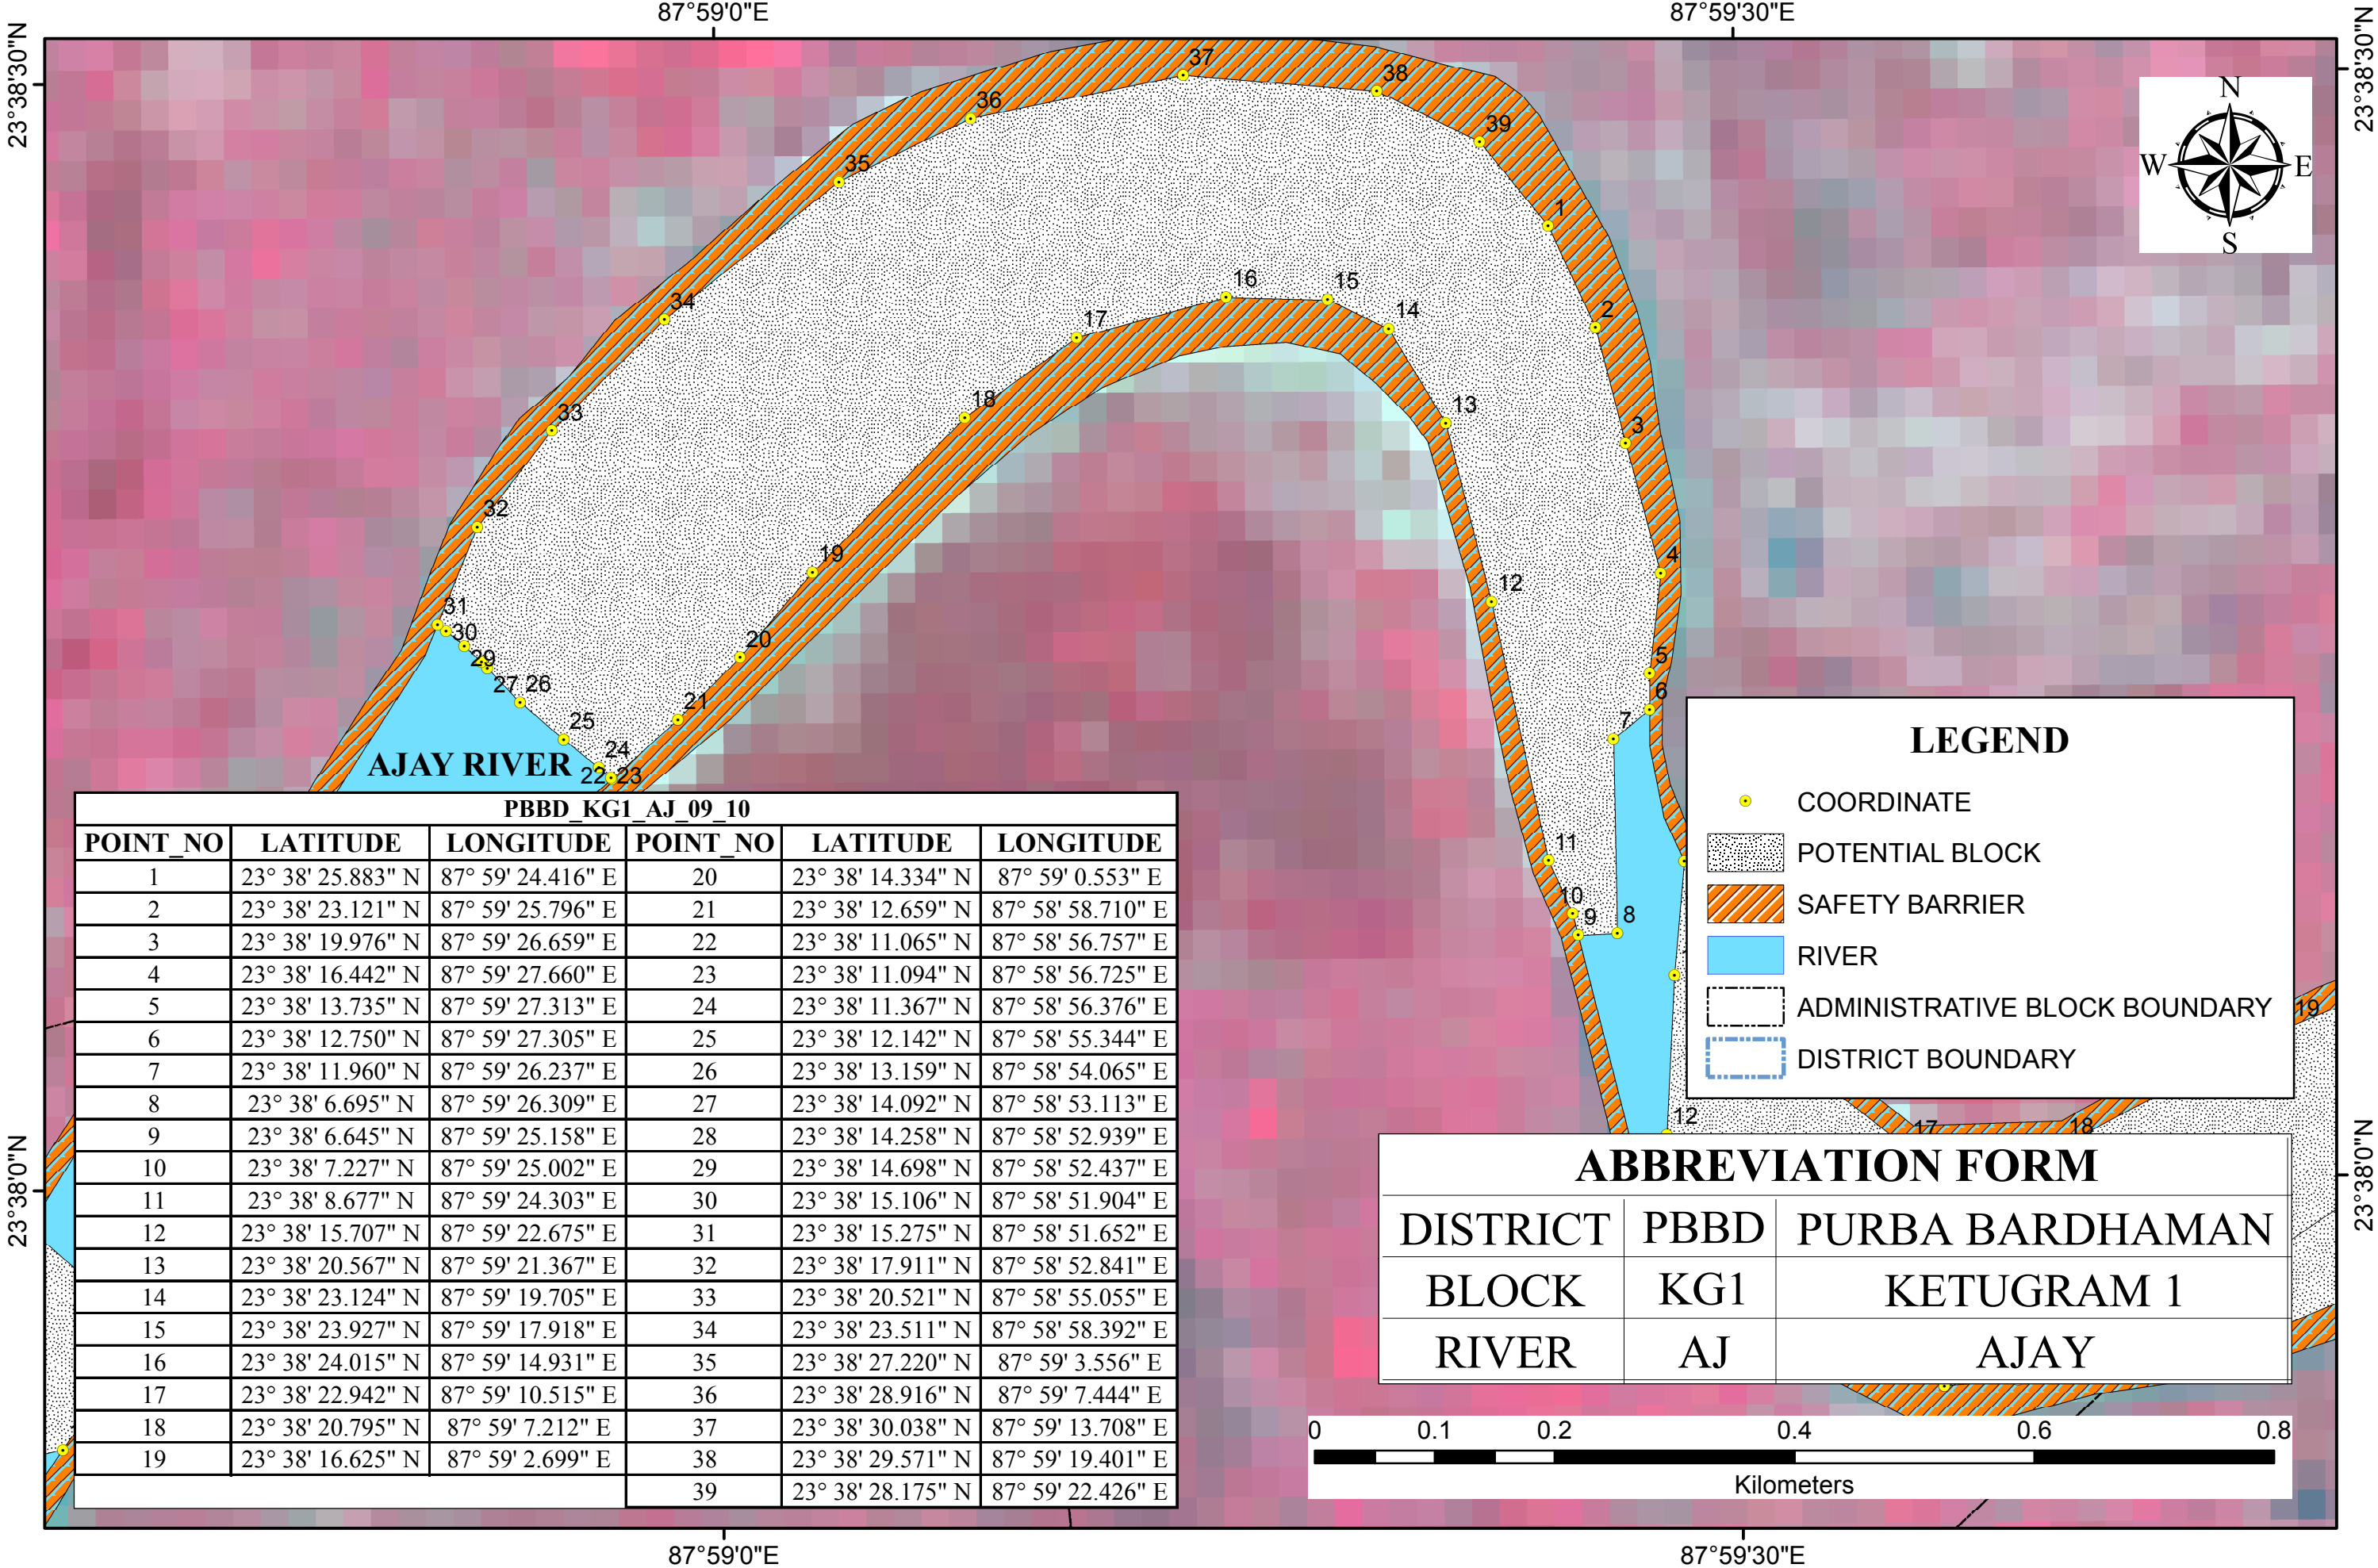 87°59'0"E 87°59'30"E
23°38'30"N 23°38'30"N
37
38
36
39
35
1
16
15
34
2
14
17
33
18
13
3
32
19
4
12
31
30
20
5
29
27 26
6
21
7
25
24
22 23
AJAY RIVER
11
10
9 8
N
W E
S
LEGEND
COORDINATE
POTENTIAL BLOCK
SAFETY BARRIER
RIVER
ADMINISTRATIVE BLOCK BOUNDARY
DISTRICT BOUNDARY
19
12
17
18
PBBD_KG1_AJ_09_10
POINT_NO LATITUDE LONGITUDE POINT_NO LATITUDE LONGITUDE
1 23° 38' 25.883" N 87° 59' 24.416" E 20 23° 38' 14.334" N 87° 59' 0.553" E
2 23° 38' 23.121" N 87° 59' 25.796" E 21 23° 38' 12.659" N 87° 58' 58.710" E
3 23° 38' 19.976" N 87° 59' 26.659" E 22 23° 38' 11.065" N 87° 58' 56.757" E
4 23° 38' 16.442" N 87° 59' 27.660" E 23 23° 38' 11.094" N 87° 58' 56.725" E
5 23° 38' 13.735" N 87° 59' 27.313" E 24 23° 38' 11.367" N 87° 58' 56.376" E
6 23° 38' 12.750" N 87° 59' 27.305" E 25 23° 38' 12.142" N 87° 58' 55.344" E
7 23° 38' 11.960" N 87° 59' 26.237" E 26 23° 38' 13.159" N 87° 58' 54.065" E
8 23° 38' 6.695" N 87° 59' 26.309" E 27 23° 38' 14.092" N 87° 58' 53.113" E
9 23° 38' 6.645" N 87° 59' 25.158" E 28 23° 38' 14.258" N 87° 58' 52.939" E
10 23° 38' 7.227" N 87° 59' 25.002" E 29 23° 38' 14.698" N 87° 58' 52.437" E
11 23° 38' 8.677" N 87° 59' 24.303" E 30 23° 38' 15.106" N 87° 58' 51.904" E
12 23° 38' 15.707" N 87° 59' 22.675" E 31 23° 38' 15.275" N 87° 58' 51.652" E
13 23° 38' 20.567" N 87° 59' 21.367" E 32 23° 38' 17.911" N 87° 58' 52.841" E
14 23° 38' 23.124" N 87° 59' 19.705" E 33 23° 38' 20.521" N 87° 58' 55.055" E
15 23° 38' 23.927" N 87° 59' 17.918" E 34 23° 38' 23.511" N 87° 58' 58.392" E
16 23° 38' 24.015" N 87° 59' 14.931" E 35 23° 38' 27.220" N 87° 59' 3.556" E
17 23° 38' 22.942" N 87° 59' 10.515" E 36 23° 38' 28.916" N 87° 59' 7.444" E
18 23° 38' 20.795" N 87° 59' 7.212" E 37 23° 38' 30.038" N 87° 59' 13.708" E
19 23° 38' 16.625" N 87° 59' 2.699" E 38 23° 38' 29.571" N 87° 59' 19.401" E
39 23° 38' 28.175" N 87° 59' 22.426" E
ABBREVIATION FORM
DISTRICT PBBD PURBA BARDHAMAN
BLOCK KG1 KETUGRAM 1
RIVER AJ AJAY
0 0.1 0.2 0.4 0.6 0.8
Kilometers
23°38'0"N 23°38'0"N
87°59'0"E 87°59'30"E